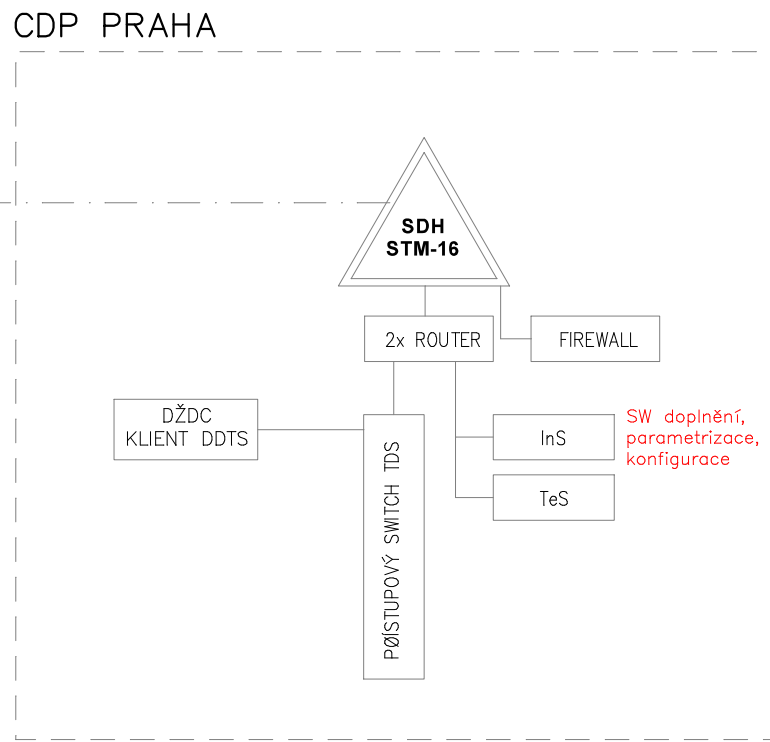 CDP PRAHA
SDH
STM-16
2x ROUTER
FIREWALL
DŽDC
KLIENT DDTS
PØÍSTUPOVÝ SWITCH TDS
InS
SW doplnění,
parametrizace,
konfigurace
TeS